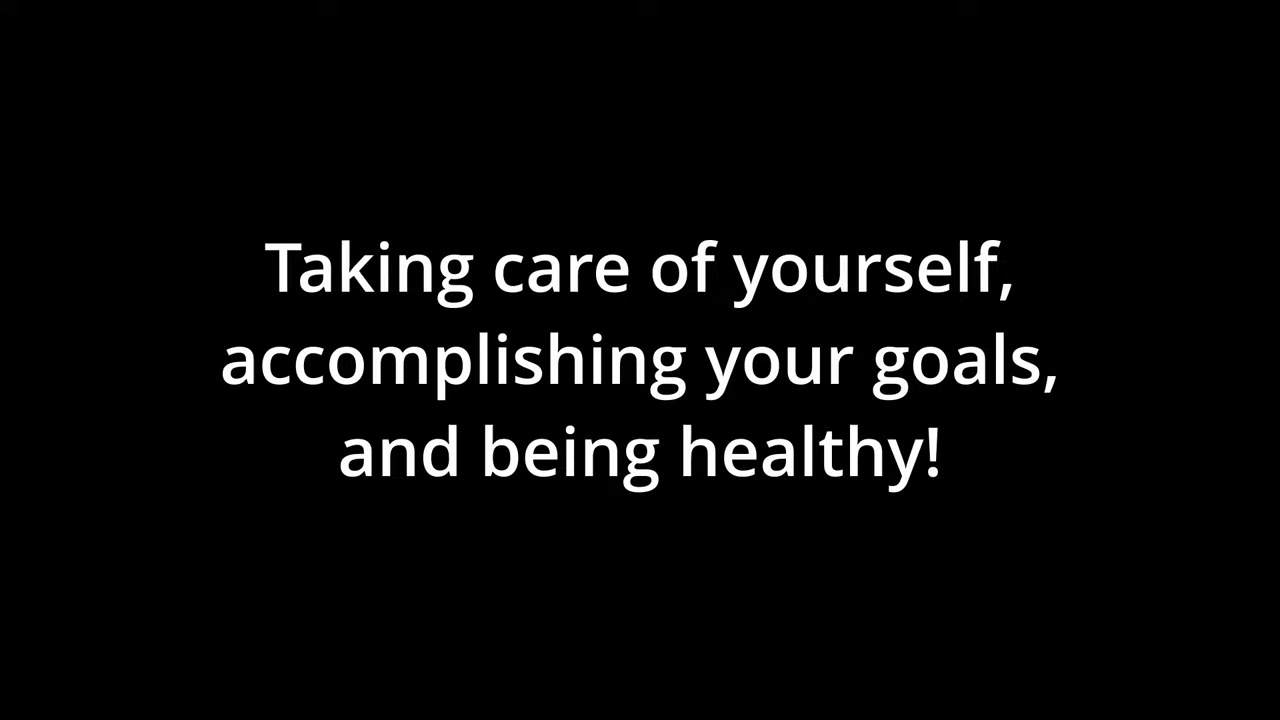 Taking care of yourself,
accomplishing your goals,
and being healthy!